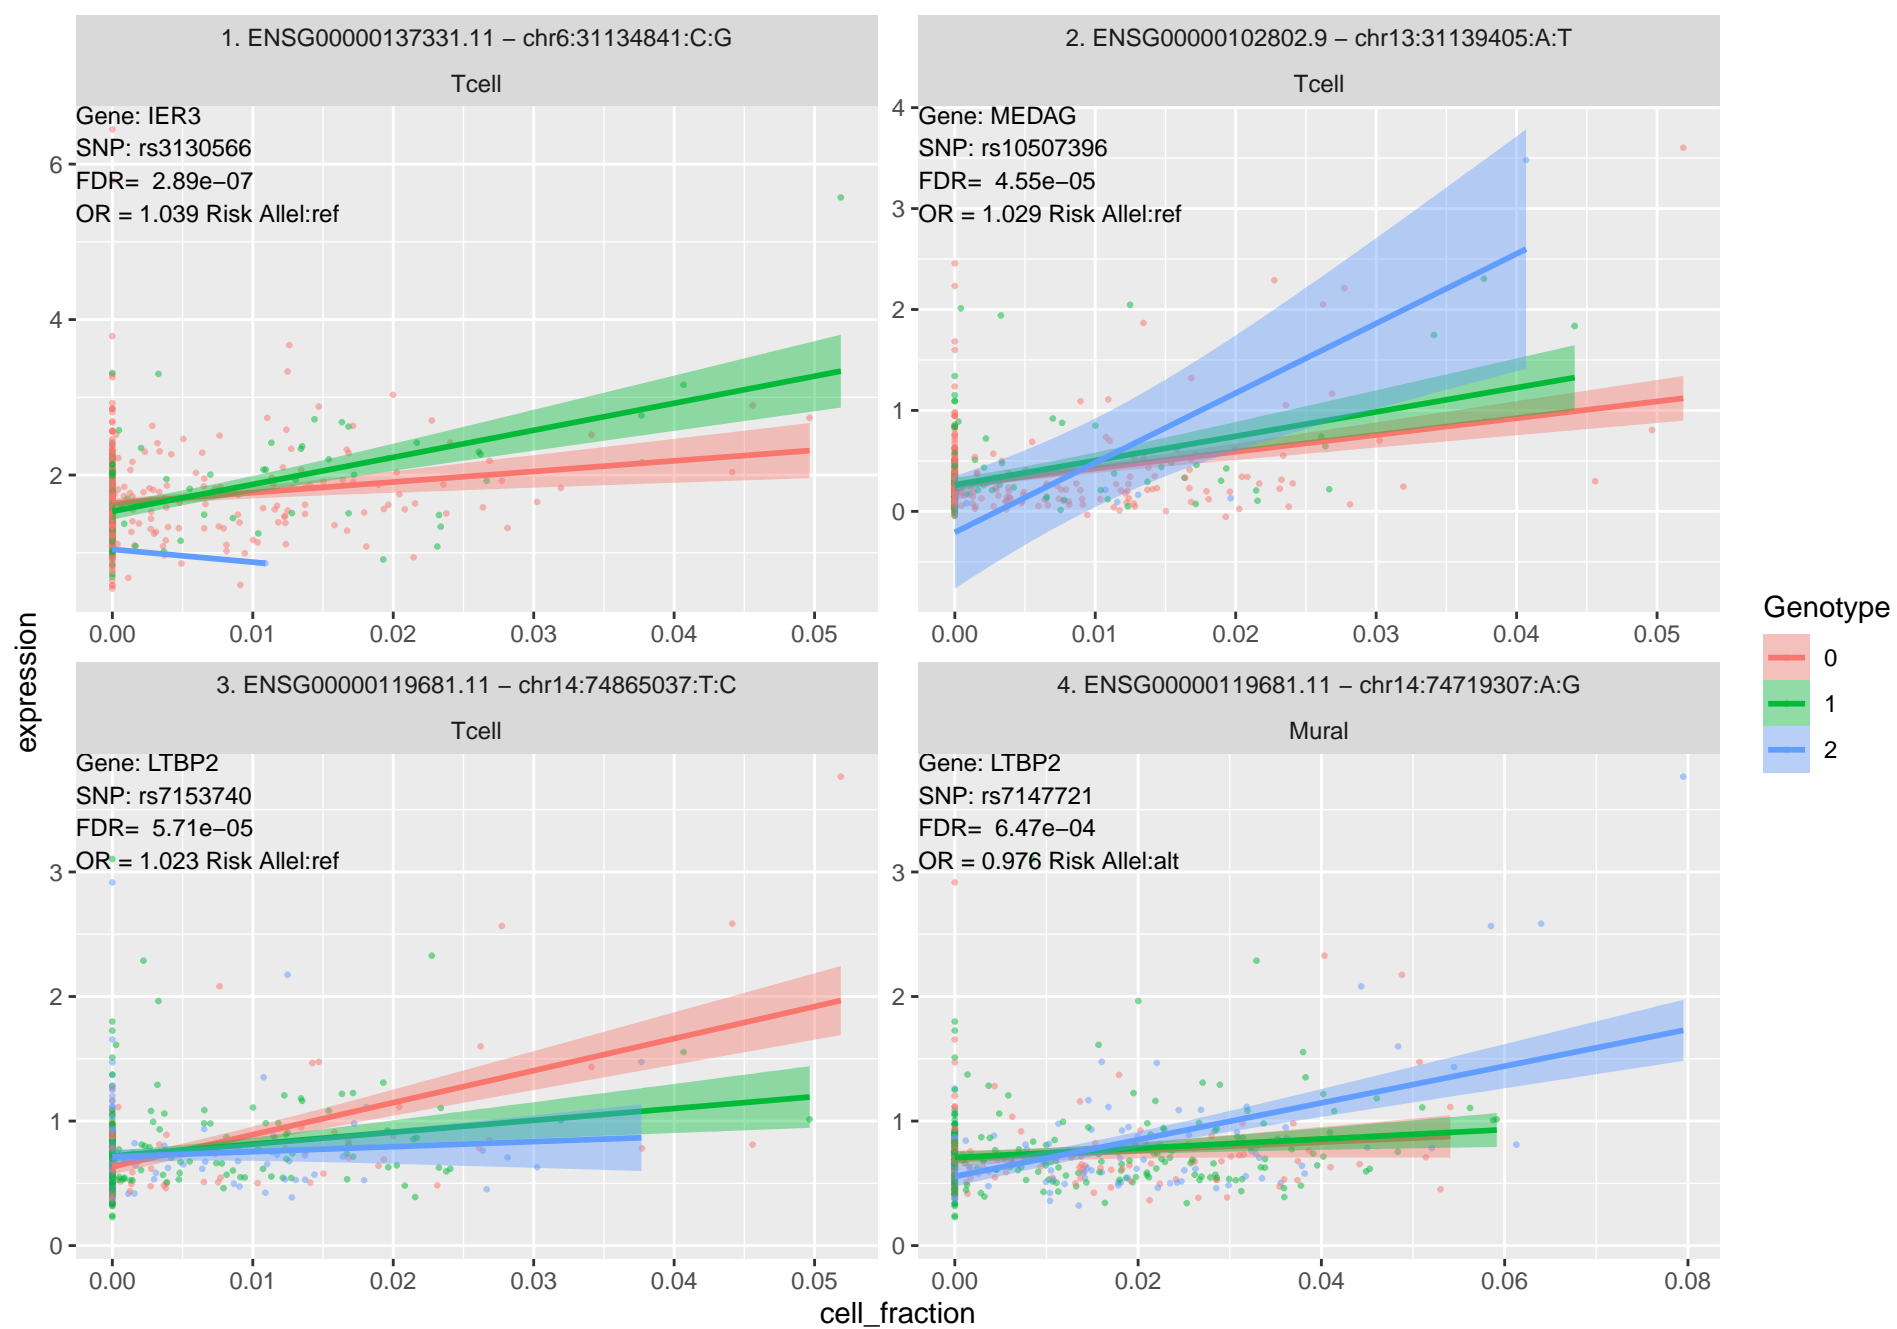 1. ENSG00000137331.11 − chr6:31134841:C:G
Tcell
Gene: IER3
SNP: rs3130566
FDR= 2.89e−07
OR = 1.039 Risk Allel:ref
6
4
2
0.00 0.01 0.02 0.03 0.04 0.05
2. ENSG00000102802.9 − chr13:31139405:A:T
Tcell
Gene: MEDAG
SNP: rs10507396
FDR= 4.55e−05
OR = 1.029 Risk Allel:ref
4
3
2
1
0
0.00 0.01 0.02 0.03 0.04 0.05
3. ENSG00000119681.11 − chr14:74865037:T:C
Tcell
Gene: LTBP2
SNP: rs7153740
FDR= 5.71e−05
OR = 1.023 Risk Allel:ref
3
2
1
0
0.00 0.01 0.02 0.03 0.04 0.05
4. ENSG00000119681.11 − chr14:74719307:A:G
Mural
Gene: LTBP2
SNP: rs7147721
FDR= 6.47e−04
OR = 0.976 Risk Allel:alt
3
2
1
0
0.00 0.02 0.04 0.06 0.08
expression
cell_fraction
Genotype
0
1
2